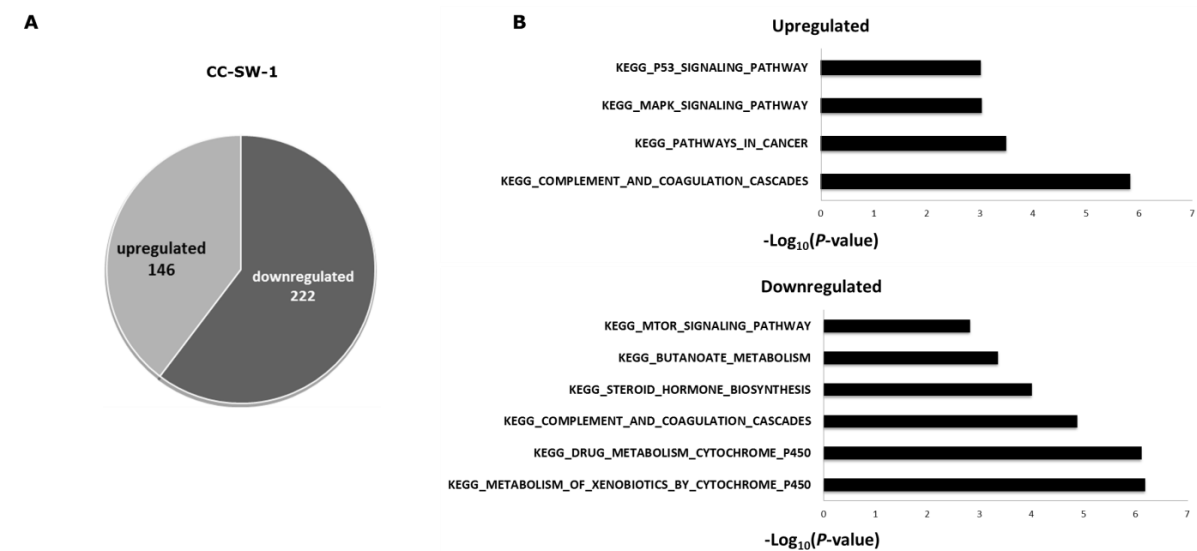 A
CC-SW-1
upregulated
146
downregulated
222
B
Upregulated
KEGG_P53_SIGNALING_PATHWAY
KEGG_MAPK_SIGNALING_PATHWAY
KEGG_PATHWAYS_IN_CANCER
KEGG_COMPLEMENT_AND_COAGULATION_CASCADES
0 1 2 3 4 5 6 7
-Log10(P-value)
Downregulated
KEGG_MTOR_SIGNALING_PATHWAY
KEGG_BUTANOATE_METABOLISM
KEGG_STEROID_HORMONE_BIOSYNTHESIS
KEGG_COMPLEMENT_AND_COAGULATION_CASCADES
KEGG_DRUG_METABOLISM_CYTOCHROME_P450
KEGG_METABOLISM_OF_XENOBIOTICS_BY_CYTOCHROME_P450
0 1 2 3 4 5 6 7
-Log10(P-value)